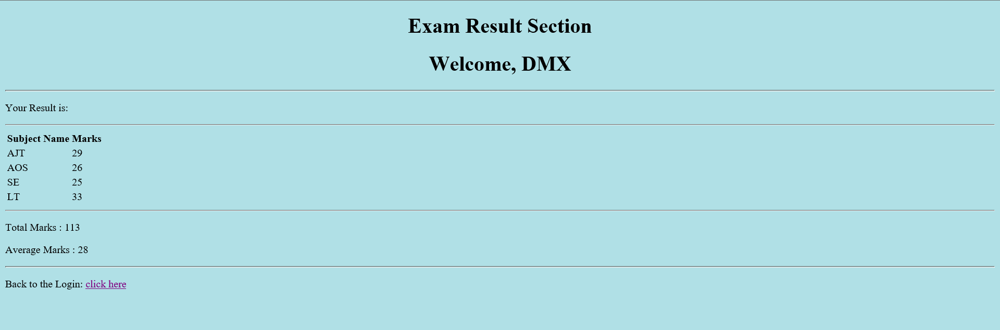 Exam Result Section
Welcome, DMX
Your Result is:
Subject Name Marks
AJT 29
AOS 26
SE 25
LT 33
Total Marks : 113
Average Marks : 28
Back to the Login: click here